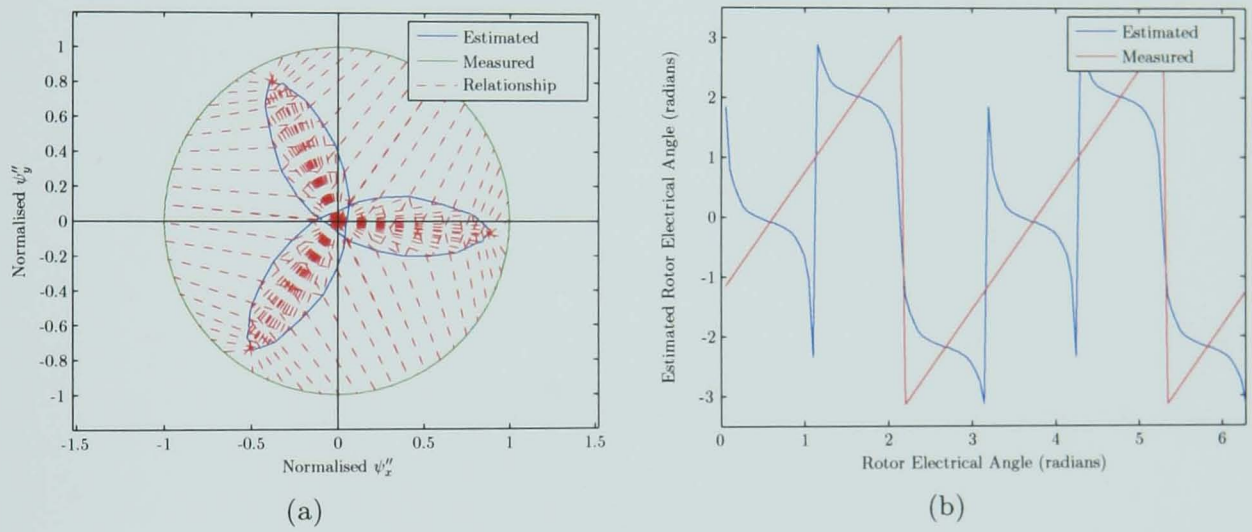 Estimated
Measured
Relationship
1
0.8
0.6
0.4
0.2
0
-0.2
-0.4
-0.6
-0.8
-1
Normalised ψ″y
-1.5
-1
-0.5
0
0.5
1
1.5
Normalised ψ″x
(a)
Estimated
Measured
3
2
1
0
-1
-2
-3
Estimated Rotor Electrical Angle (radians)
0
1
2
3
4
5
6
Rotor Electrical Angle (radians)
(b)